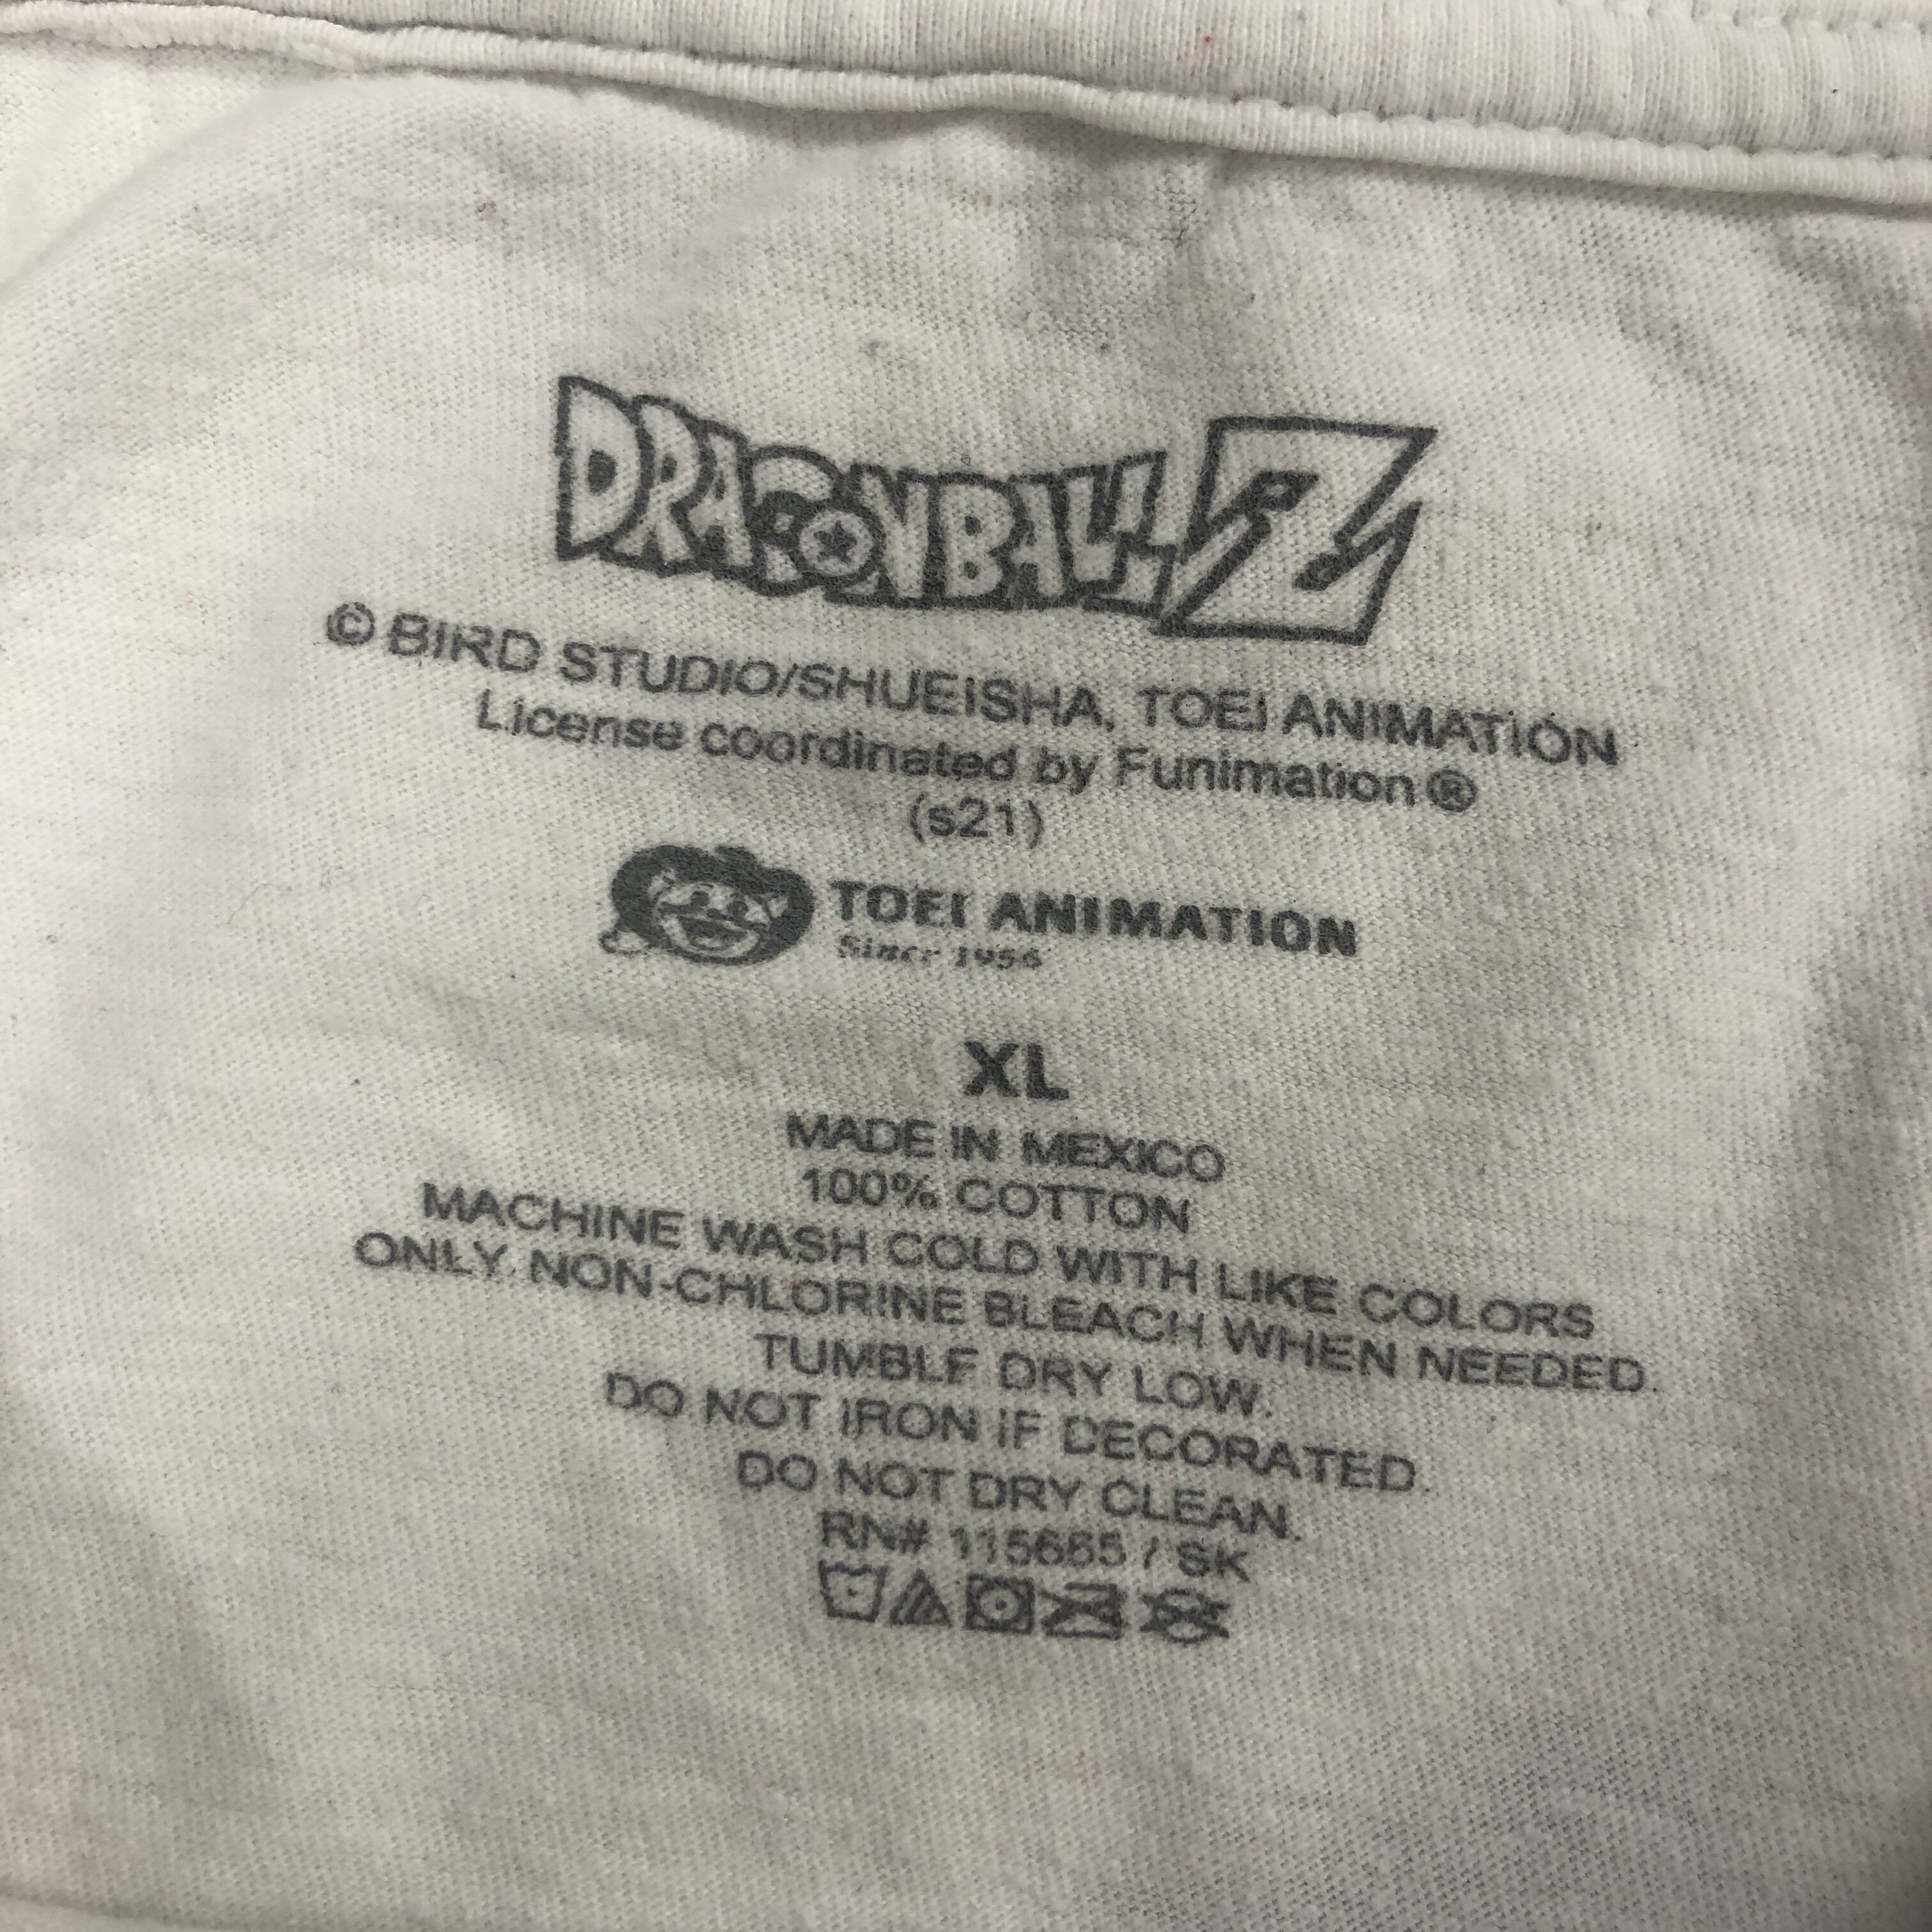 DRAGONBALL Z
© BIRD STUDIO/SHUEISHA, TOEI ANIMATION
License coordinated by Funimation®
(s21)
TOEI ANIMATION
Since 1956
XL
MADE IN MEXICO
100% COTTON
MACHINE WASH COLD WITH LIKE COLORS
ONLY NON-CHLORINE BLEACH WHEN NEEDED.
TUMBLE DRY LOW.
DO NOT IRON IF DECORATED.
DO NOT DRY CLEAN.
RN# 115665 / SK